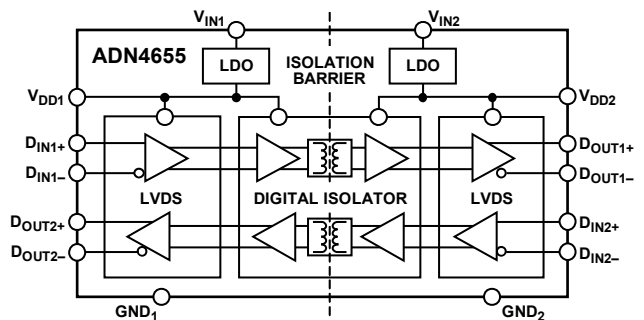 VIN1
VIN2
ADN4655
LDO
ISOLATION
BARRIER
LDO
VDD1
VDD2
DIN1+
DOUT1+
DIN1–
DOUT1–
LVDS
DIGITAL ISOLATOR
LVDS
DOUT2+
DIN2+
DOUT2–
DIN2–
GND1
GND2